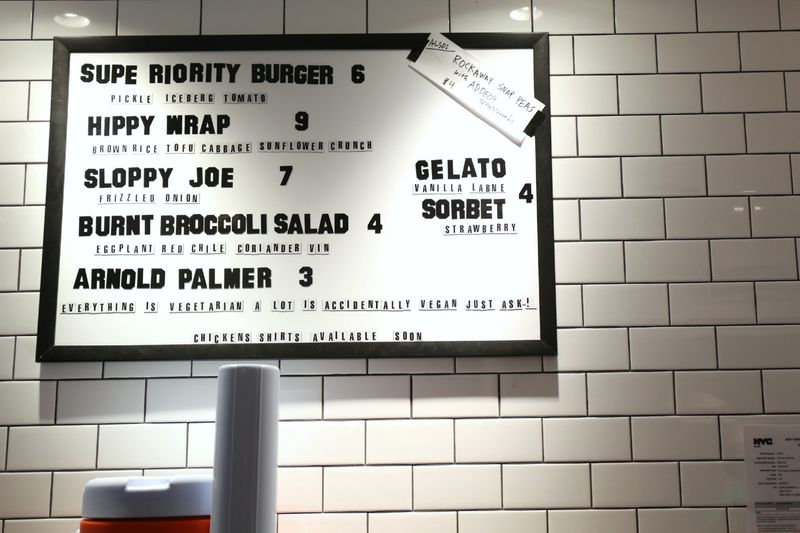 SUPE RIORITY BURGER 6
PICKLE ICEBERG TOMATO
HIPPY WRAP 9
BROWN RICE TOFU CABBAGE SUNFLOWER CRUNCH
SLOPPY JOE 7
FRIZZLED ONION
BURNT BROCCOLI SALAD 4
EGGPLANT RED CHILE CORIANDER VIN
ARNOLD PALMER 3
EVERYTHING IS VEGETARIAN A LOT IS ACCIDENTALLY VEGAN JUST ASK!
CHICKENS SHIRTS AVAILABLE SOON
ALSO:
ROCKAWAY SNAP PEAS
with ADDED
$4
GELATO
VANILLA LABNE
4
SORBET
STRAWBERRY
NYC